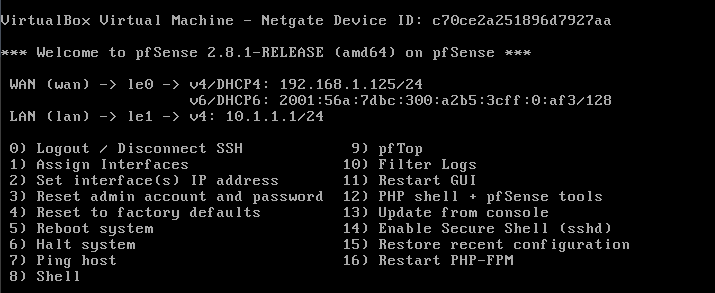 VirtualBox Virtual Machine - Netgate Device ID: c70ce2a251896d7927aa
*** Welcome to pfSense 2.8.1-RELEASE (amd64) on pfSense ***
WAN (wan) -> le0 -> v4/DHCP4: 192.168.1.125/24
v6/DHCP6: 2001:56a:7dbc:300:a2b5:3cff:0:af3/128
LAN (lan) -> le1 -> v4: 10.1.1.1/24
0) Logout / Disconnect SSH 9) pfTop
1) Assign Interfaces 10) Filter Logs
2) Set interface(s) IP address 11) Restart GUI
3) Reset admin account and password 12) PHP shell + pfSense tools
4) Reset to factory defaults 13) Update from console
5) Reboot system 14) Enable Secure Shell (sshd)
6) Halt system 15) Restore recent configuration
7) Ping host 16) Restart PHP-FPM
8) Shell